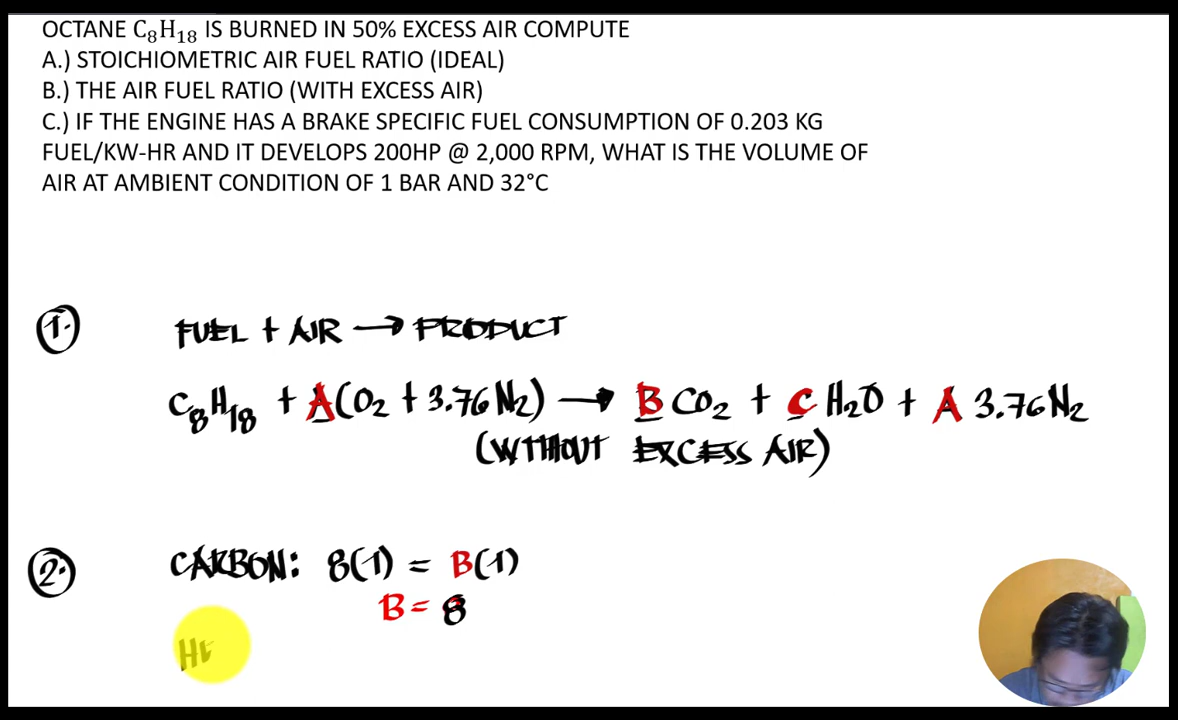 OCTANE C₈H₁₈ IS BURNED IN 50% EXCESS AIR COMPUTE
A.) STOICHIOMETRIC AIR FUEL RATIO (IDEAL)
B.) THE AIR FUEL RATIO (WITH EXCESS AIR)
C.) IF THE ENGINE HAS A BRAKE SPECIFIC FUEL CONSUMPTION OF 0.203 KG
FUEL/KW-HR AND IT DEVELOPS 200HP @ 2,000 RPM, WHAT IS THE VOLUME OF
AIR AT AMBIENT CONDITION OF 1 BAR AND 32°C
1. FUEL + AIR → PRODUCT
C₈H₁₈ + A(O₂ + 3.76N₂) → B CO₂ + C H₂O + A 3.76N₂
(WITHOUT EXCESS AIR)
2. CARBON: 8(1) = B(1)
B = 8
HE